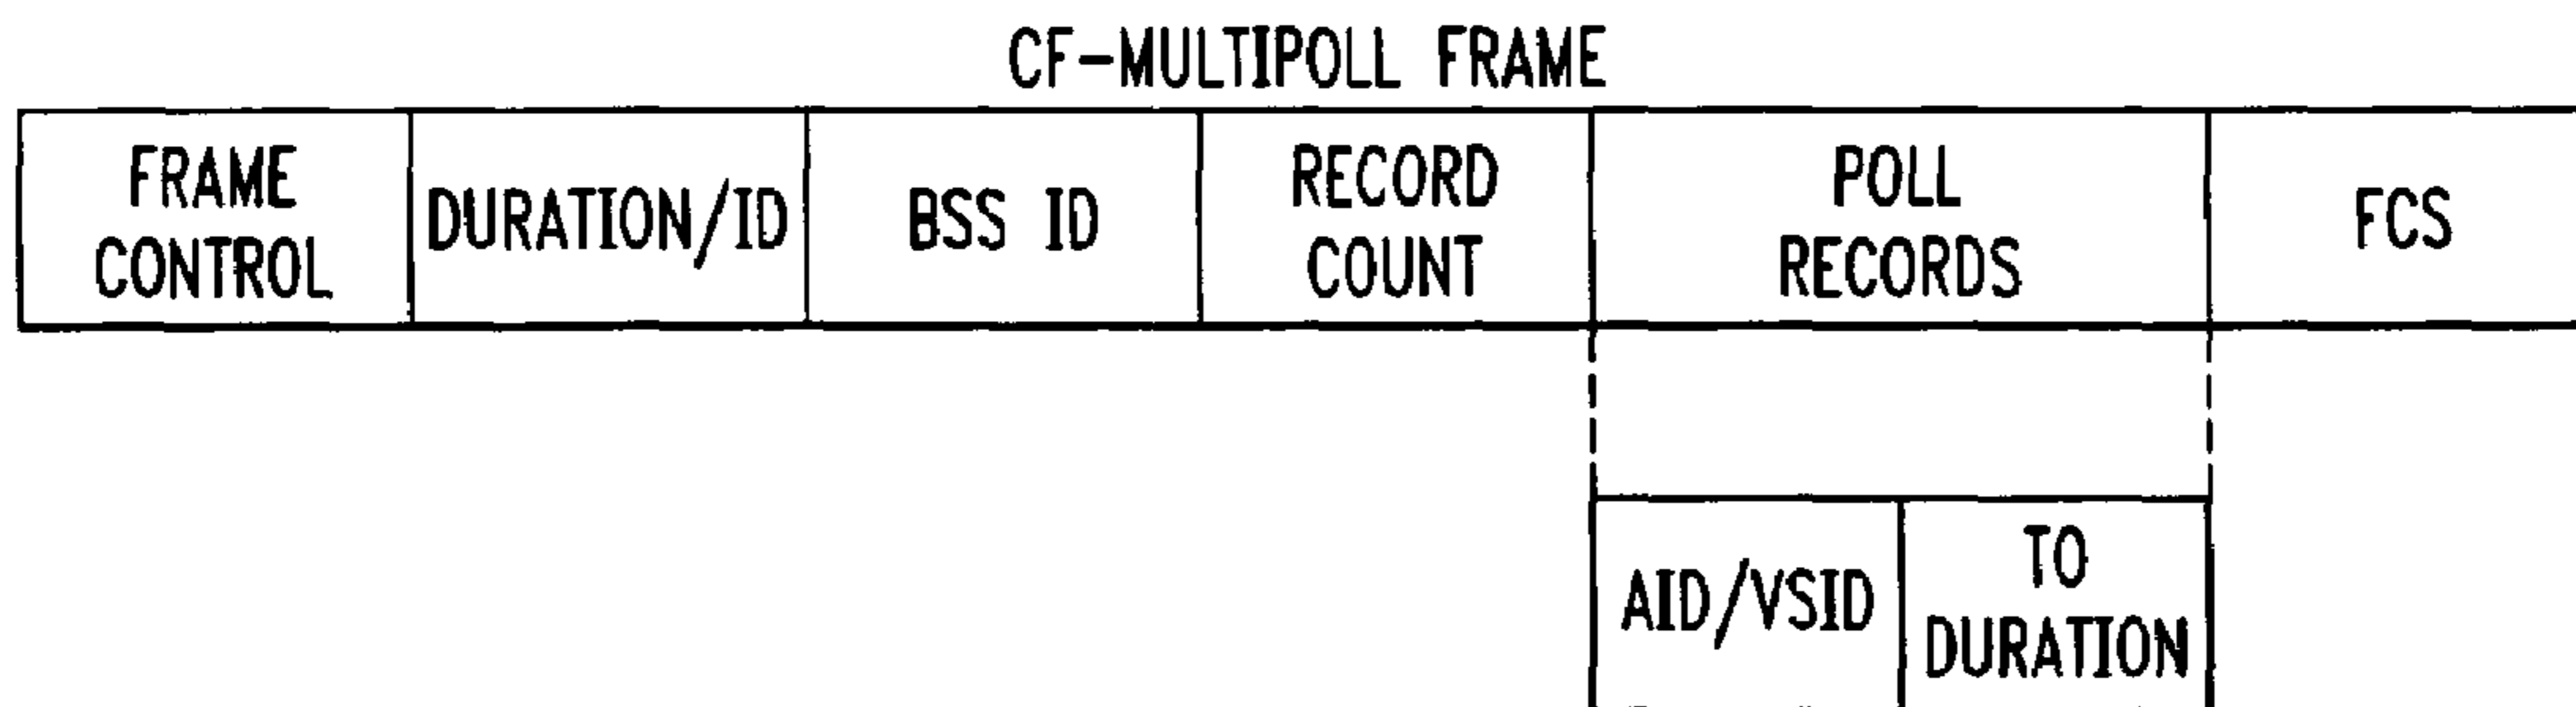 CF-MULTIPOLL FRAME
FRAME
CONTROL
DURATION/ID
BSS ID
RECORD
COUNT
POLL
RECORDS
FCS
AID/VSID
TO
DURATION